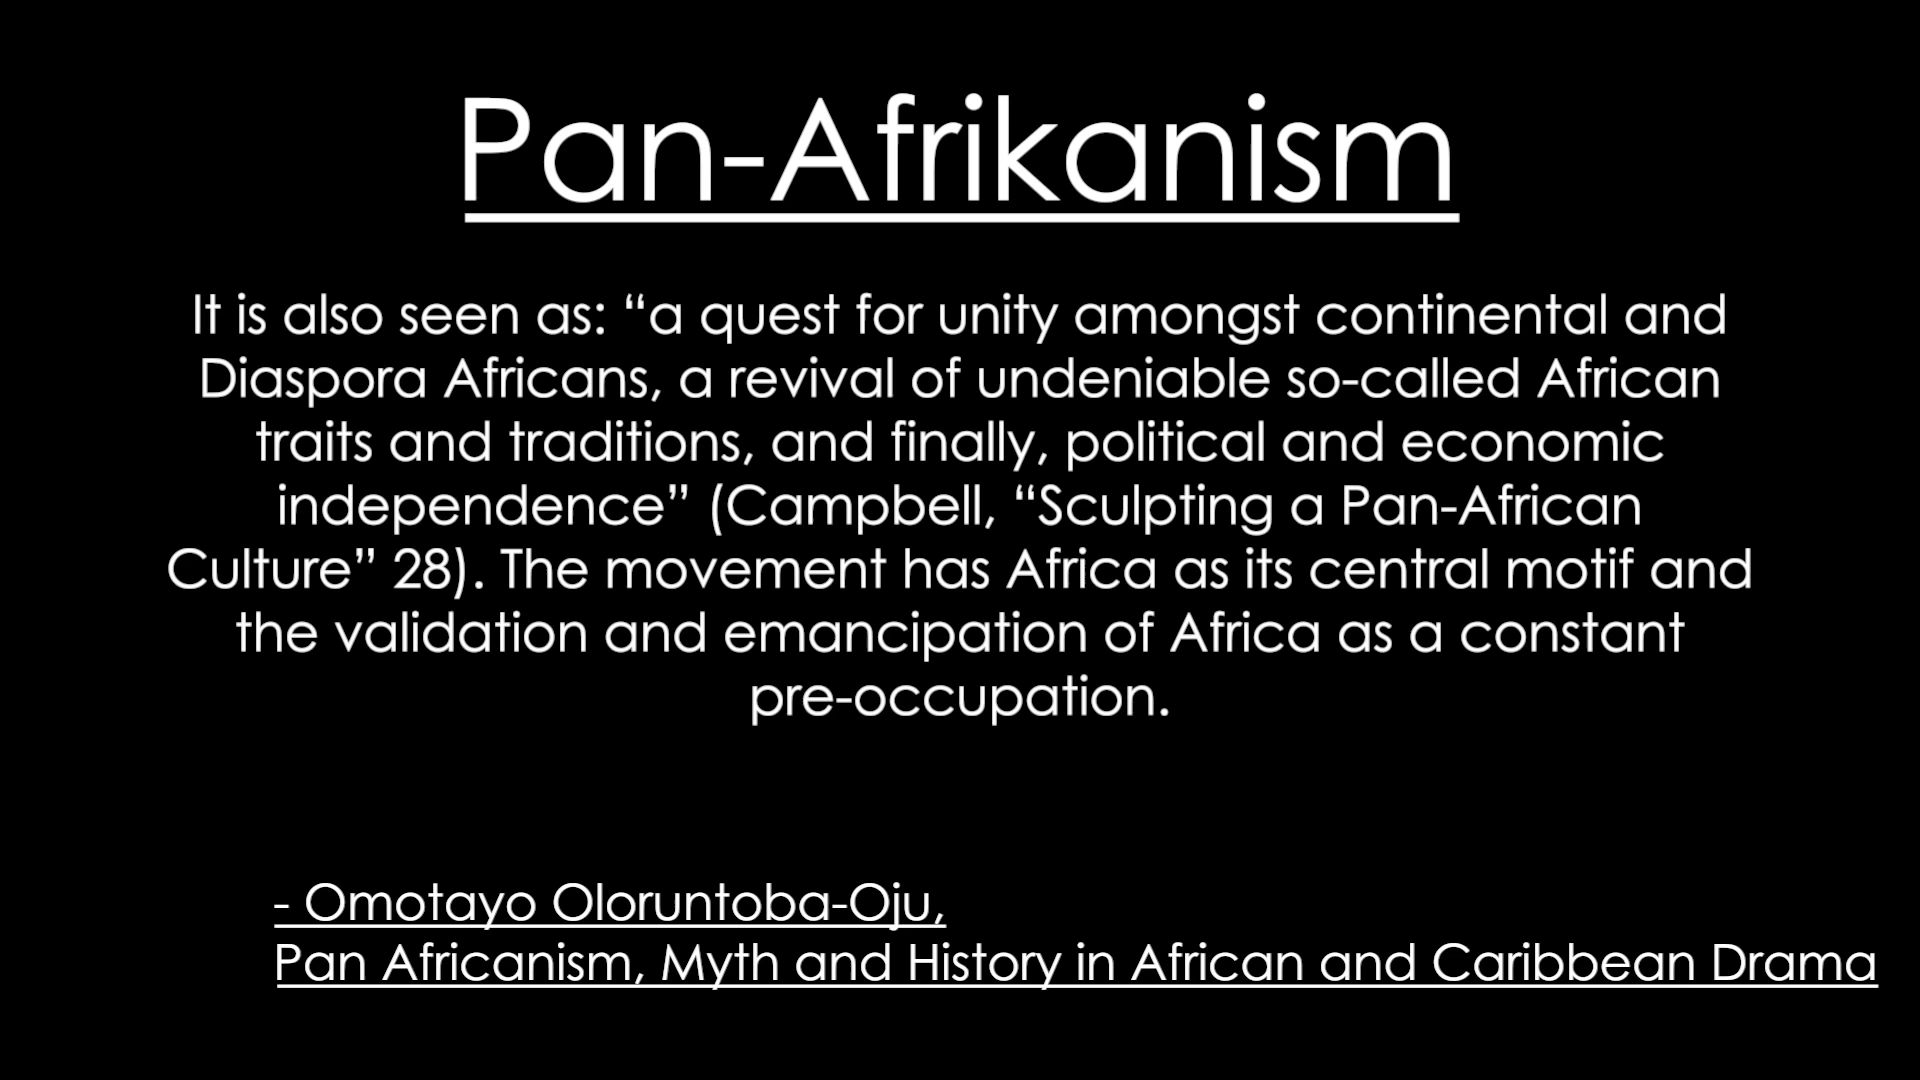 Pan-Afrikanism
It is also seen as: “a quest for unity amongst continental and
Diaspora Africans, a revival of undeniable so-called African
traits and traditions, and finally, political and economic
independence” (Campbell, “Sculpting a Pan-African
Culture” 28). The movement has Africa as its central motif and
the validation and emancipation of Africa as a constant
pre-occupation.
- Omotayo Oloruntoba-Oju,
Pan Africanism, Myth and History in African and Caribbean Drama